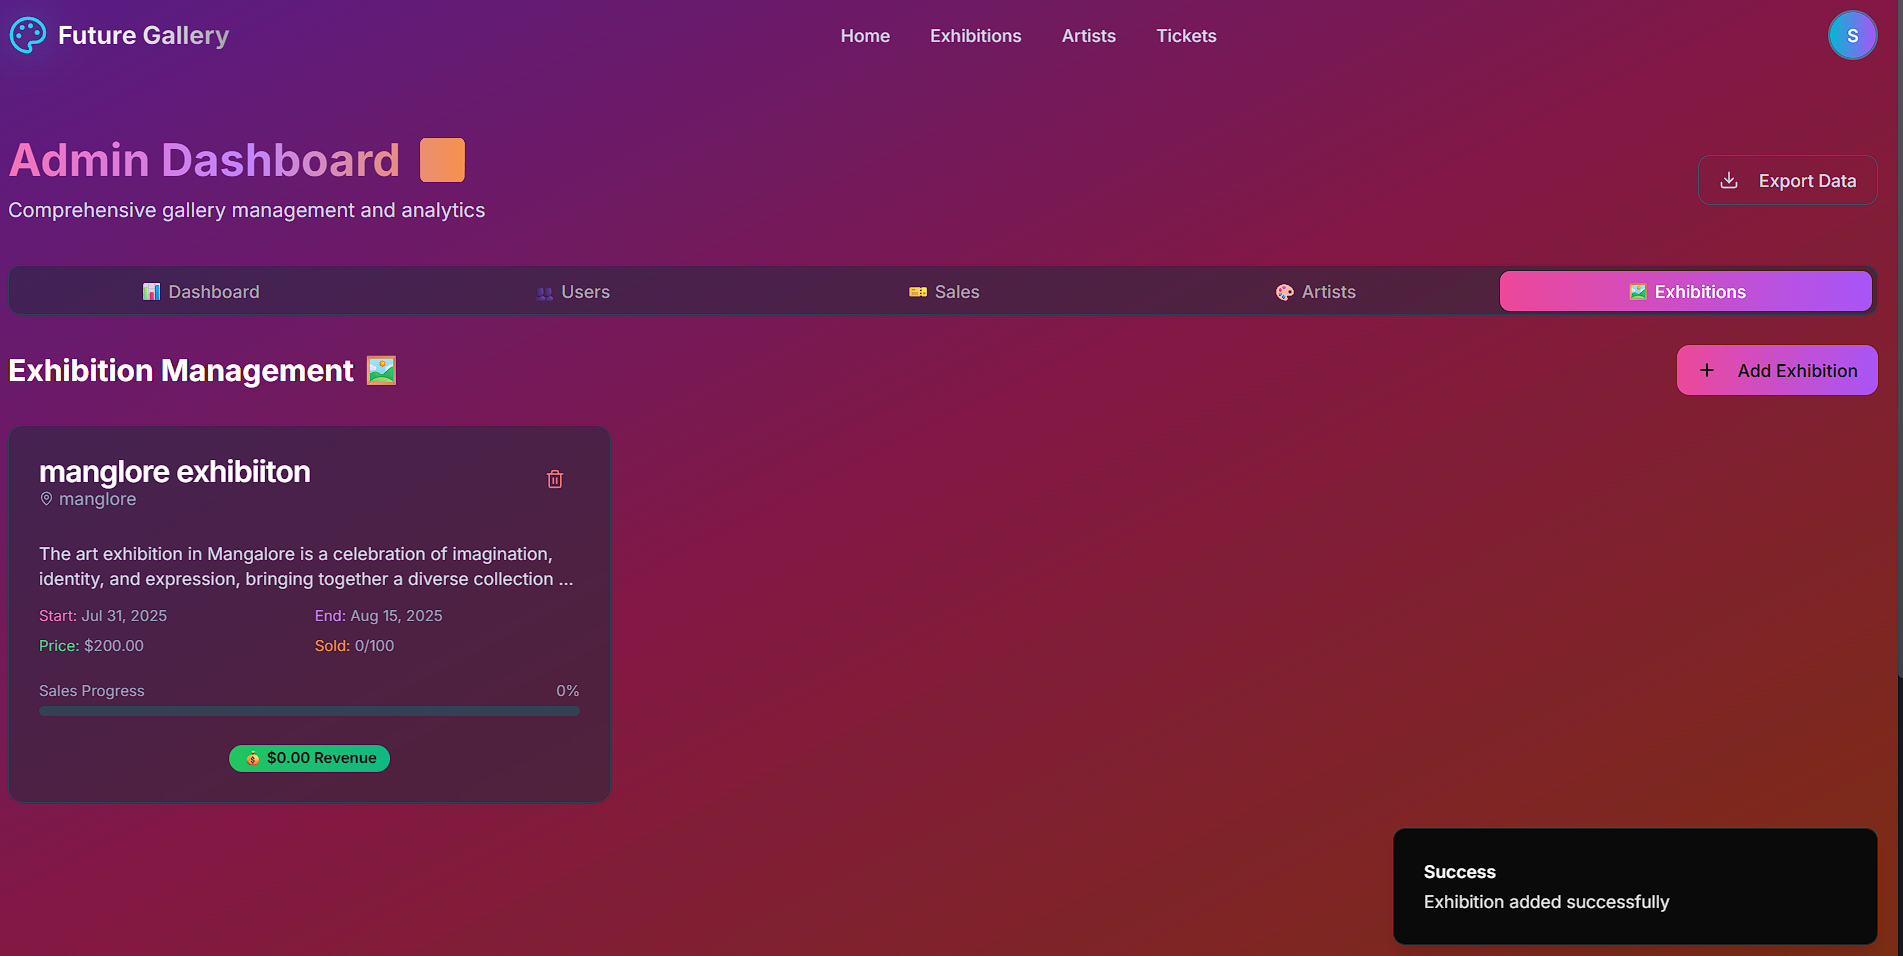 Future Gallery
Home Exhibitions Artists Tickets
S
Admin Dashboard
Comprehensive gallery management and analytics
Export Data
Dashboard Users Sales Artists Exhibitions
Exhibition Management
Add Exhibition
manglore exhibiiton
manglore
The art exhibition in Mangalore is a celebration of imagination,
identity, and expression, bringing together a diverse collection ...
Start: Jul 31, 2025 End: Aug 15, 2025
Price: $200.00 Sold: 0/100
Sales Progress 0%
$0.00 Revenue
Success
Exhibition added successfully